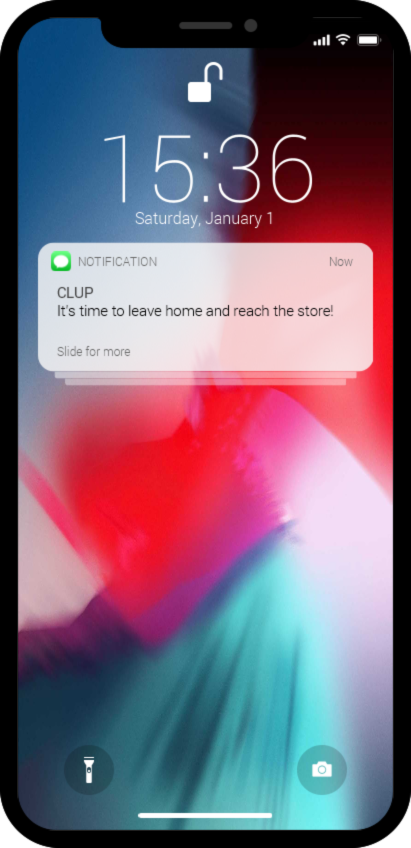 15:36
Saturday, January 1
NOTIFICATION Now
CLUP
It's time to leave home and reach the store!
Slide for more